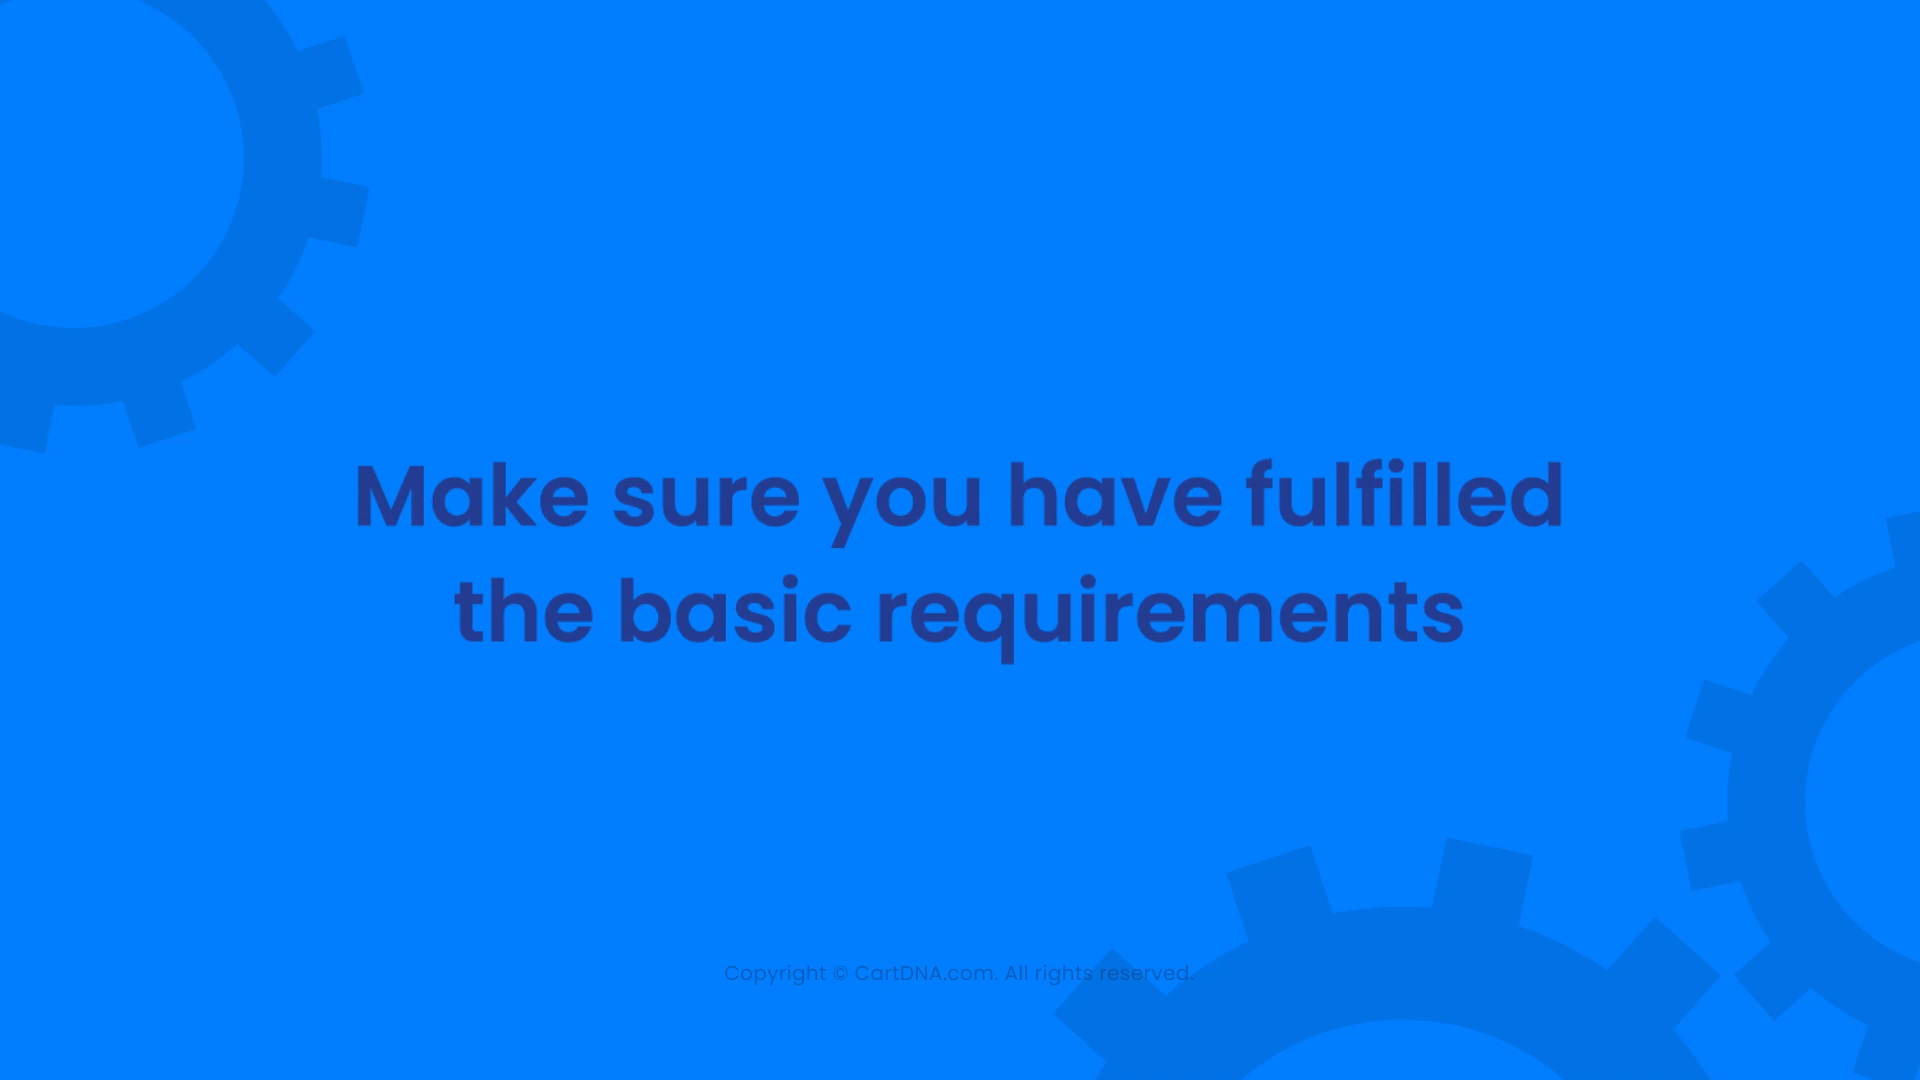 Make sure you have fulfilled
the basic requirements
Copyright © CartDNA.com. All rights reserved.